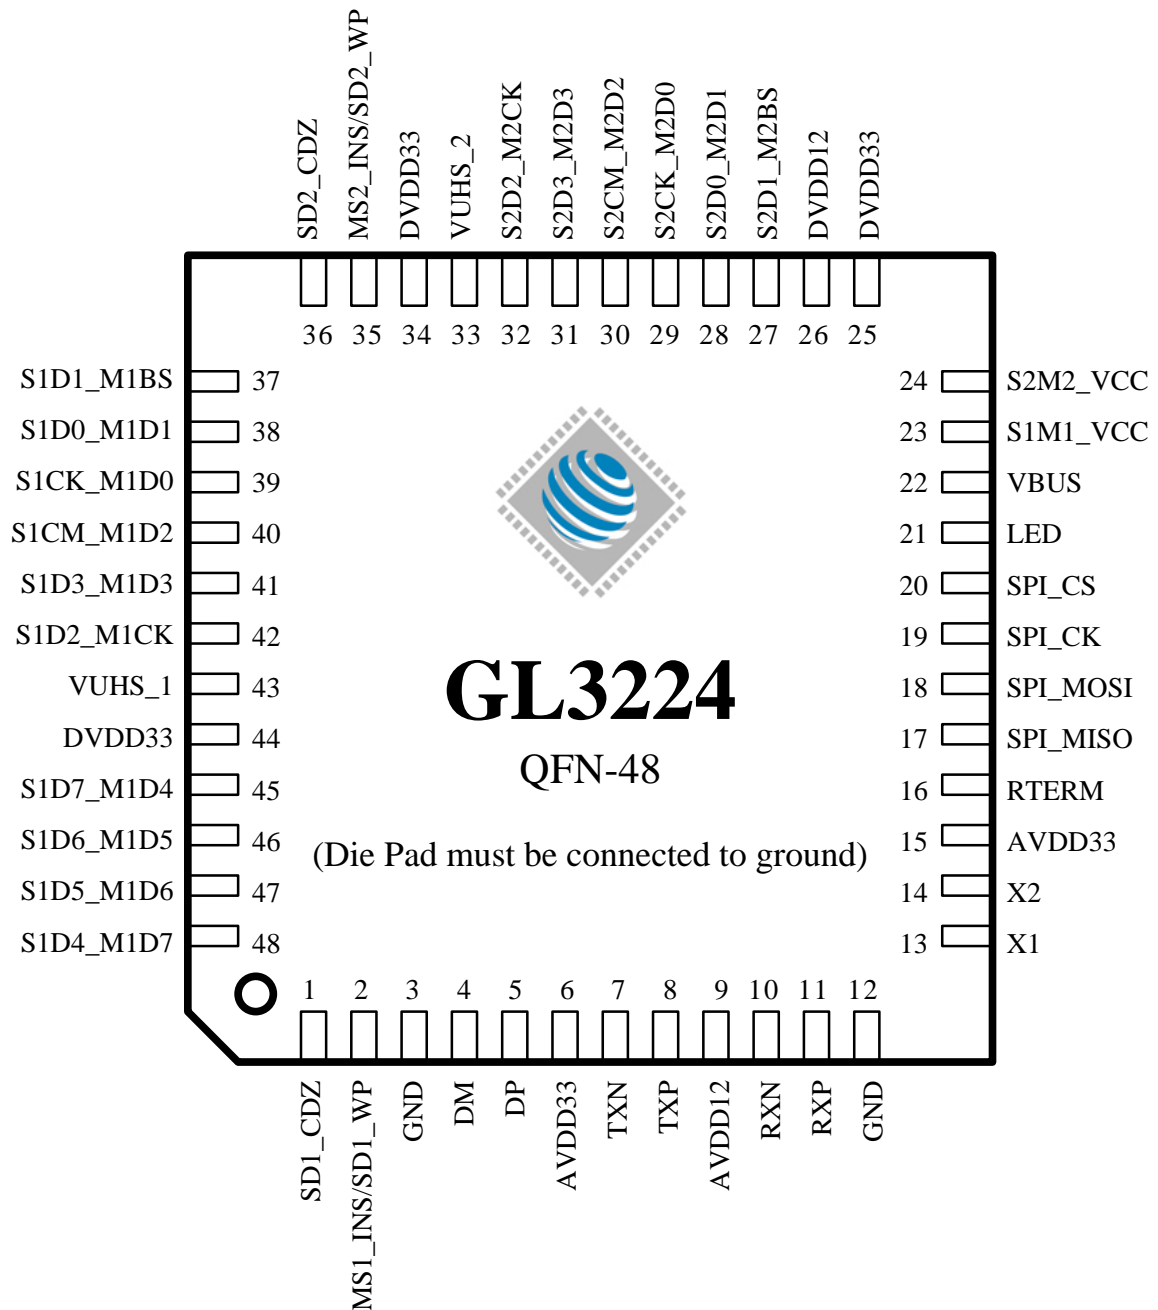 SD2_CDZ
MS2_INS/SD2_WP
DVDD33
VUHS_2
S2D2_M2CK
S2D3_M2D3
S2CM_M2D2
S2CK_M2D0
S2D0_M2D1
S2D1_M2BS
DVDD12
DVDD33
36 35 34 33 32 31 30 29 28 27 26 25
S1D1_M1BS 37
24 S2M2_VCC
S1D0_M1D1 38
23 S1M1_VCC
S1CK_M1D0 39
22 VBUS
S1CM_M1D2 40
21 LED
S1D3_M1D3 41
20 SPI_CS
S1D2_M1CK 42
19 SPI_CK
VUHS_1 43
18 SPI_MOSI
GL3224
DVDD33 44
17 SPI_MISO
QFN-48
S1D7_M1D4 45
16 RTERM
S1D6_M1D5 46
15 AVDD33
(Die Pad must be connected to ground)
S1D5_M1D6 47
14 X2
S1D4_M1D7 48
13 X1
1 2 3 4 5 6 7 8 9 10 11 12
SD1_CDZ
MS1_INS/SD1_WP
GND
DM
DP
AVDD33
TXN
TXP
AVDD12
RXN
RXP
GND